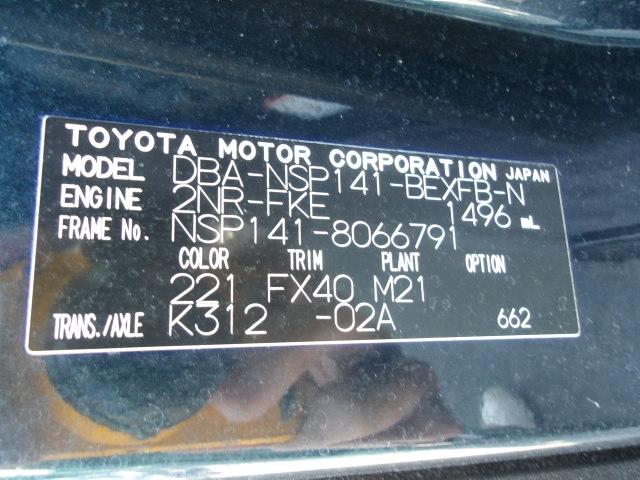 TOYOTA MOTOR CORPORATION JAPAN
MODEL DBA-NSP141-BEXFB-N
ENGINE 2NR-FKE 1496 mL
FRAME No. NSP141-8066791
COLOR TRIM PLANT OPTION
221 FX40 M21
TRANS./AXLE K312 -02A 662